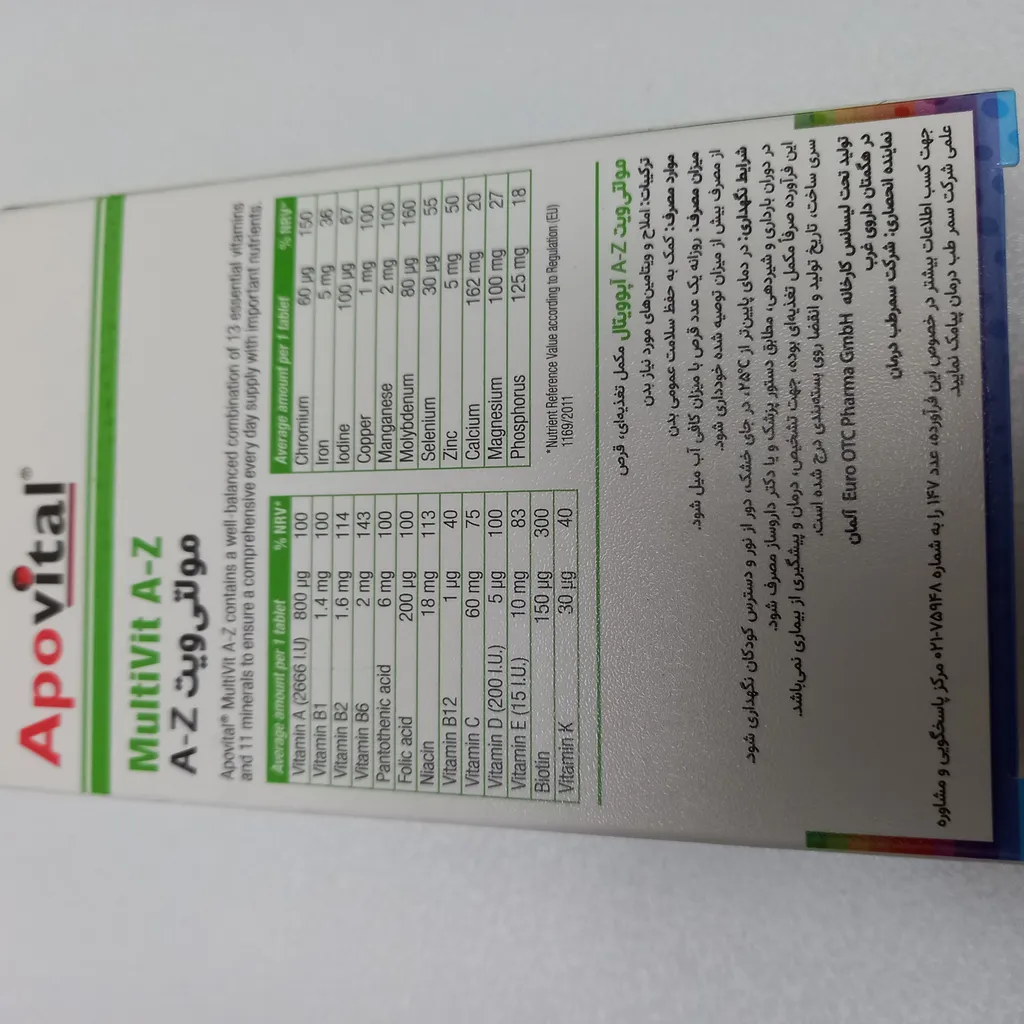 Apovital®
MultiVit A-Z
مولتی‌ویت A-Z
Apovital® MultiVit A-Z contains a well-balanced combination of 13 essential vitamins
and 11 minerals to ensure a comprehensive every day supply with important nutrients.
Average amount per 1 tablet % NRV*
Vitamin A (2666 I.U) 800 µg 100
Vitamin B1 1.4 mg 100
Vitamin B2 1.6 mg 114
Vitamin B6 2 mg 143
Pantothenic acid 6 mg 100
Folic acid 200 µg 100
Niacin 18 mg 113
Vitamin B12 1 µg 40
Vitamin C 60 mg 75
Vitamin D (200 I.U.) 5 µg 100
Vitamin E (15 I.U.) 10 mg 83
Biotin 150 µg 300
Vitamin K 30 µg 40
Average amount per 1 tablet % NRV*
Chromium 60 µg 150
Iron 5 mg 36
Iodine 100 µg 67
Copper 1 mg 100
Manganese 2 mg 100
Molybdenum 80 µg 160
Selenium 30 µg 55
Zinc 5 mg 50
Calcium 162 mg 20
Magnesium 100 mg 27
Phosphorus 125 mg 18
*Nutrient Reference Value according to Regulation (EU)
1169/2011
مولتی‌ویت A-Z آپوویتال مکمل تغذیه‌ای، قرص
ترکیبات: املاح و ویتامین‌های مورد نیاز بدن
موارد مصرف: کمک به حفظ سلامت عمومی بدن
میزان مصرف: روزانه یک عدد قرص با میزان کافی آب میل شود.
از مصرف بیش از میزان توصیه شده خودداری شود.
شرایط نگهداری: در دمای پایین‌تر از ۲۵°C، در جای خشک، دور از نور و دسترس کودکان نگهداری شود
در دوران بارداری و شیردهی، مطابق دستور پزشک و یا دکتر داروساز مصرف شود.
این فرآورده صرفاً مکمل تغذیه‌ای بوده، جهت تشخیص، درمان و پیشگیری از بیماری نمی‌باشد.
سری ساخت، تاریخ تولید و انقضا روی بسته‌بندی درج شده است.
تولید تحت لیسانس کارخانه Euro OTC Pharma GmbH آلمان
در هگمتان داروی غرب
نماینده انحصاری: شرکت سمرطب درمان
جهت کسب اطلاعات بیشتر در خصوص این فرآورده، عدد ۱۴۷ را به شماره ۷۵۹۴۸-۰۲۱ مرکز پاسخگویی و مشاوره
علمی شرکت سمر طب درمان پیامک نمایید.